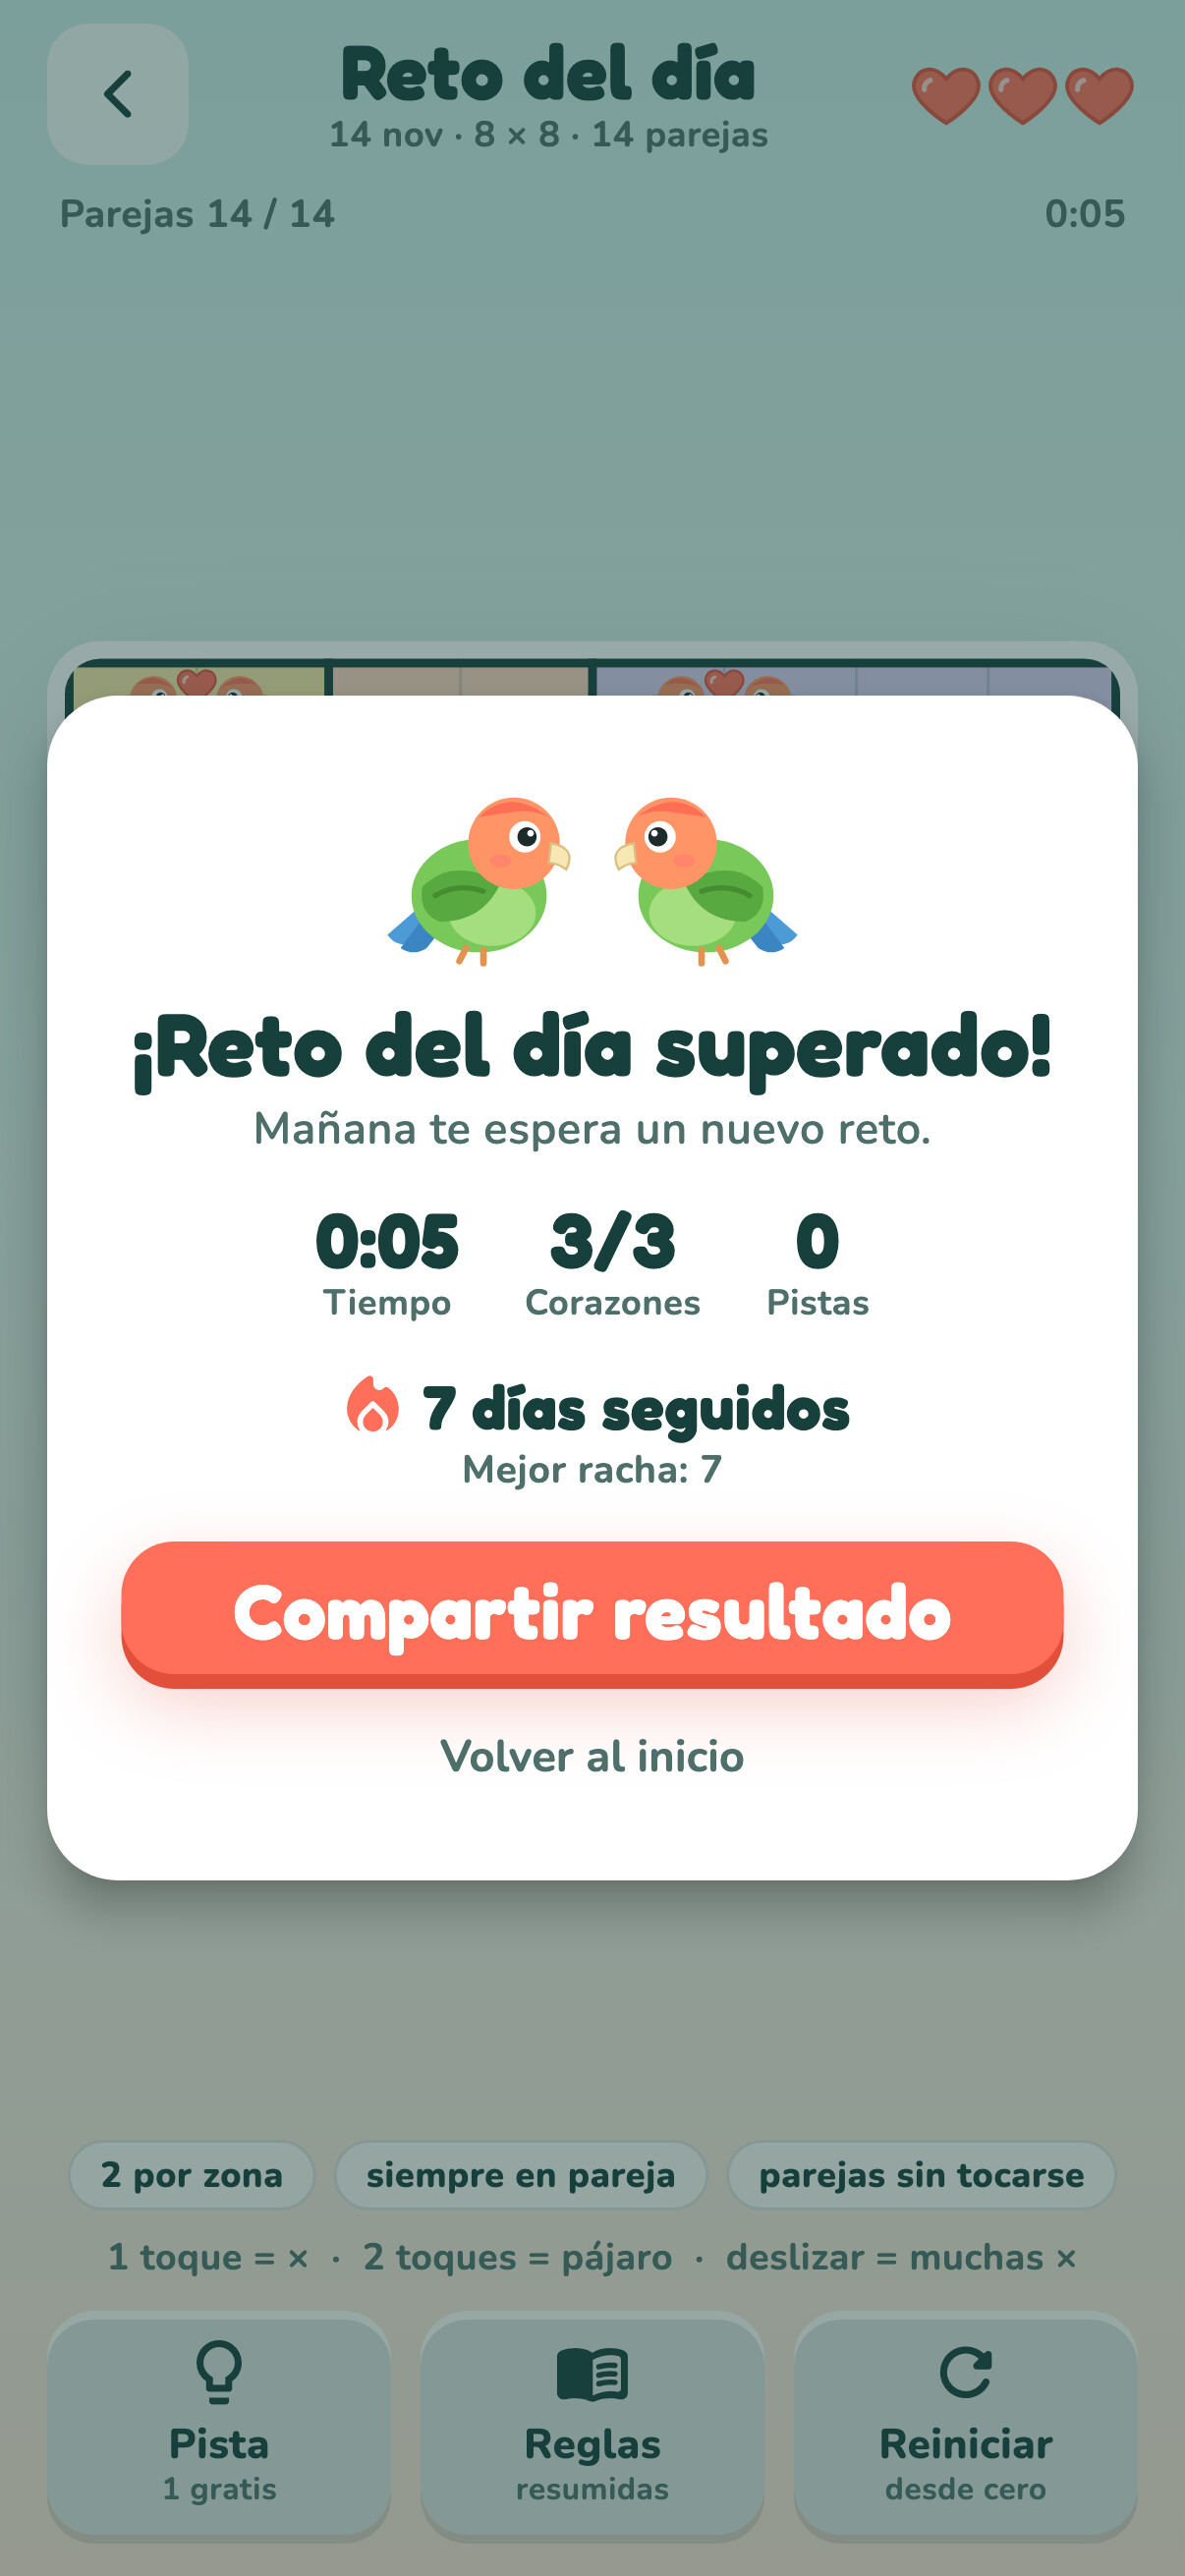 Reto del día
14 nov · 8 × 8 · 14 parejas
Parejas 14 / 14
0:05
¡Reto del día superado!
Mañana te espera un nuevo reto.
0:05 3/3 0
Tiempo Corazones Pistas
7 días seguidos
Mejor racha: 7
Compartir resultado
Volver al inicio
2 por zona siempre en pareja parejas sin tocarse
1 toque = × · 2 toques = pájaro · deslizar = muchas ×
Pista Reglas Reiniciar
1 gratis resumidas desde cero